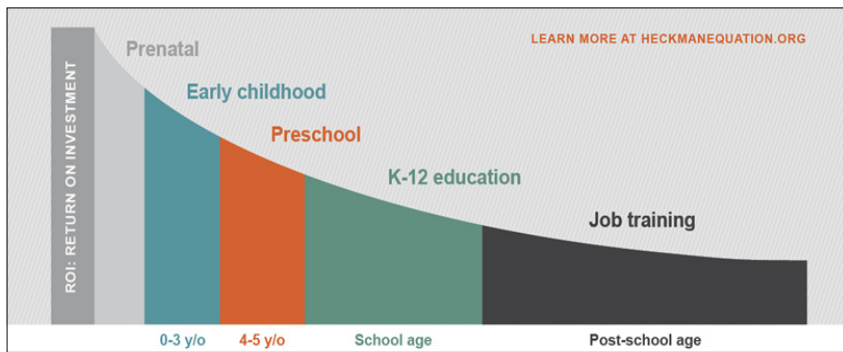 LEARN MORE AT HECKMANEQUATION.ORG
ROI: RETURN ON INVESTMENT
Prenatal
Early childhood
Preschool
K-12 education
Job training
0-3 y/o
4-5 y/o
School age
Post-school age